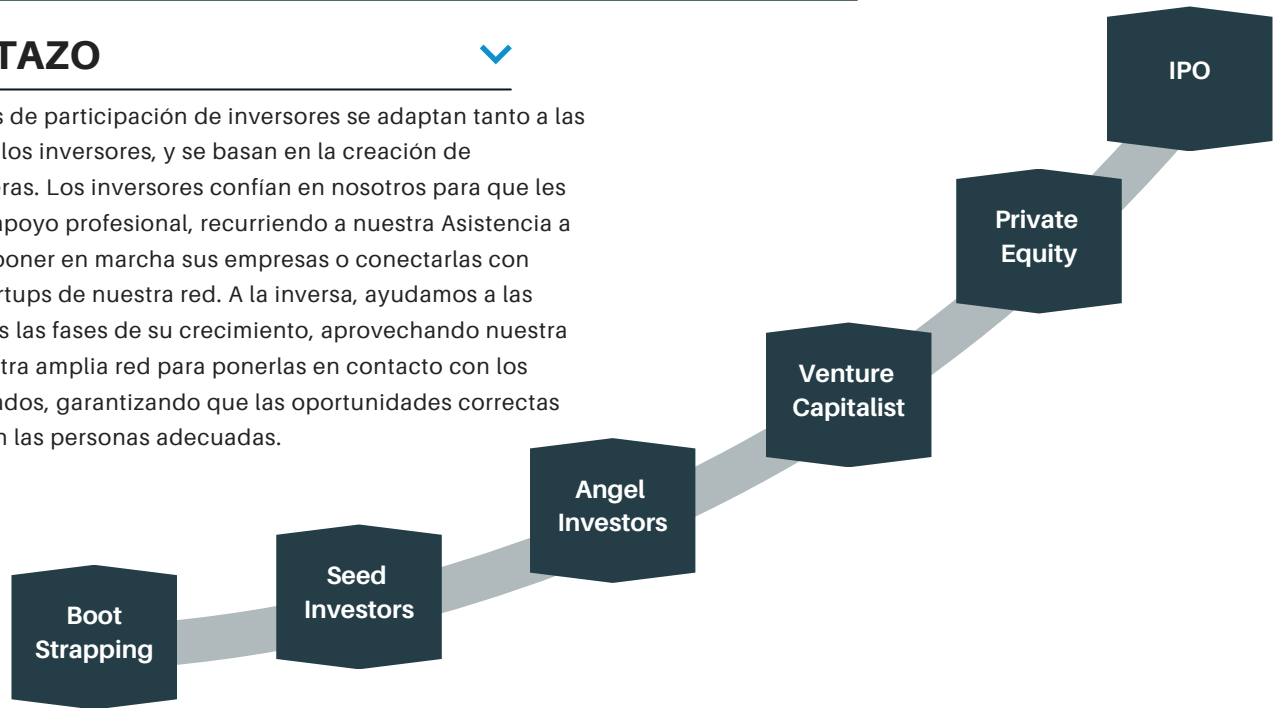 TAZO
s de participación de inversores se adaptan tanto a las
los inversores, y se basan en la creación de
eras. Los inversores confían en nosotros para que les
apoyo profesional, recurriendo a nuestra Asistencia a
poner en marcha sus empresas o conectarlas con
rtups de nuestra red. A la inversa, ayudamos a las
s las fases de su crecimiento, aprovechando nuestra
tra amplia red para ponerlas en contacto con los
ados, garantizando que las oportunidades correctas
n las personas adecuadas.
IPO
Private
Equity
Venture
Capitalist
Angel
Investors
Seed
Investors
Boot
Strapping